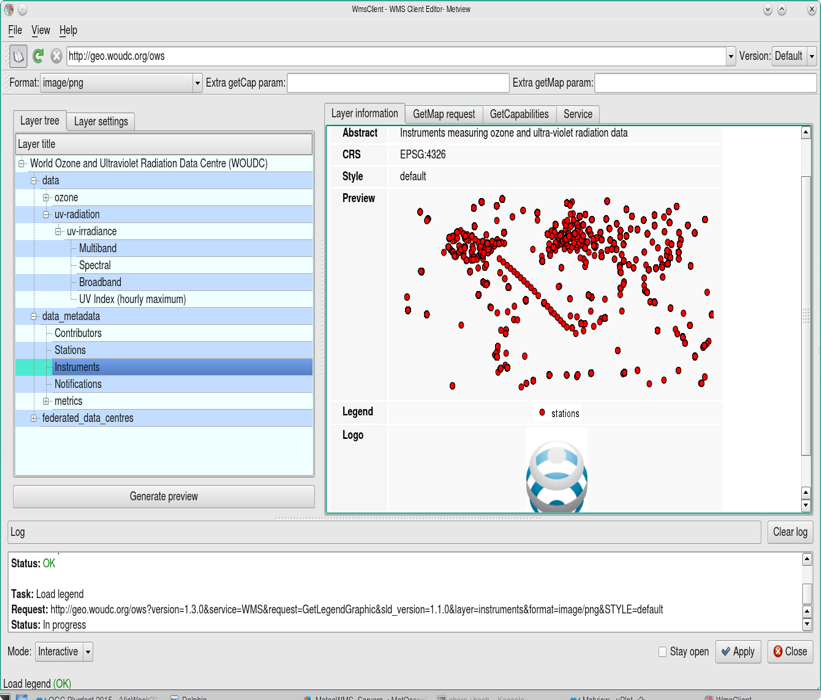 WmsClient - WMS Client Editor- Metview
File View Help
http://geo.woudc.org/ows Version: Default
Format: image/png Extra getCap param: Extra getMap param:
Layer tree Layer settings
Layer title
World Ozone and Ultraviolet Radiation Data Centre (WOUDC)
data
ozone
uv-radiation
uv-irradiance
Multiband
Spectral
Broadband
UV Index (hourly maximum)
data_metadata
Contributors
Stations
Instruments
Notifications
metrics
federated_data_centres
Generate preview
Layer information GetMap request GetCapabilities Service
Abstract Instruments measuring ozone and ultra-violet radiation data
CRS EPSG:4326
Style default
Preview
Legend stations
Logo
Log Clear log
Status: OK
Task: Load legend
Request: http://geo.woudc.org/ows?version=1.3.0&service=WMS&request=GetLegendGraphic&sld_version=1.1.0&layer=instruments&format=image/png&STYLE=default
Status: In progress
Mode: Interactive Stay open Apply Close
Load legend (OK)